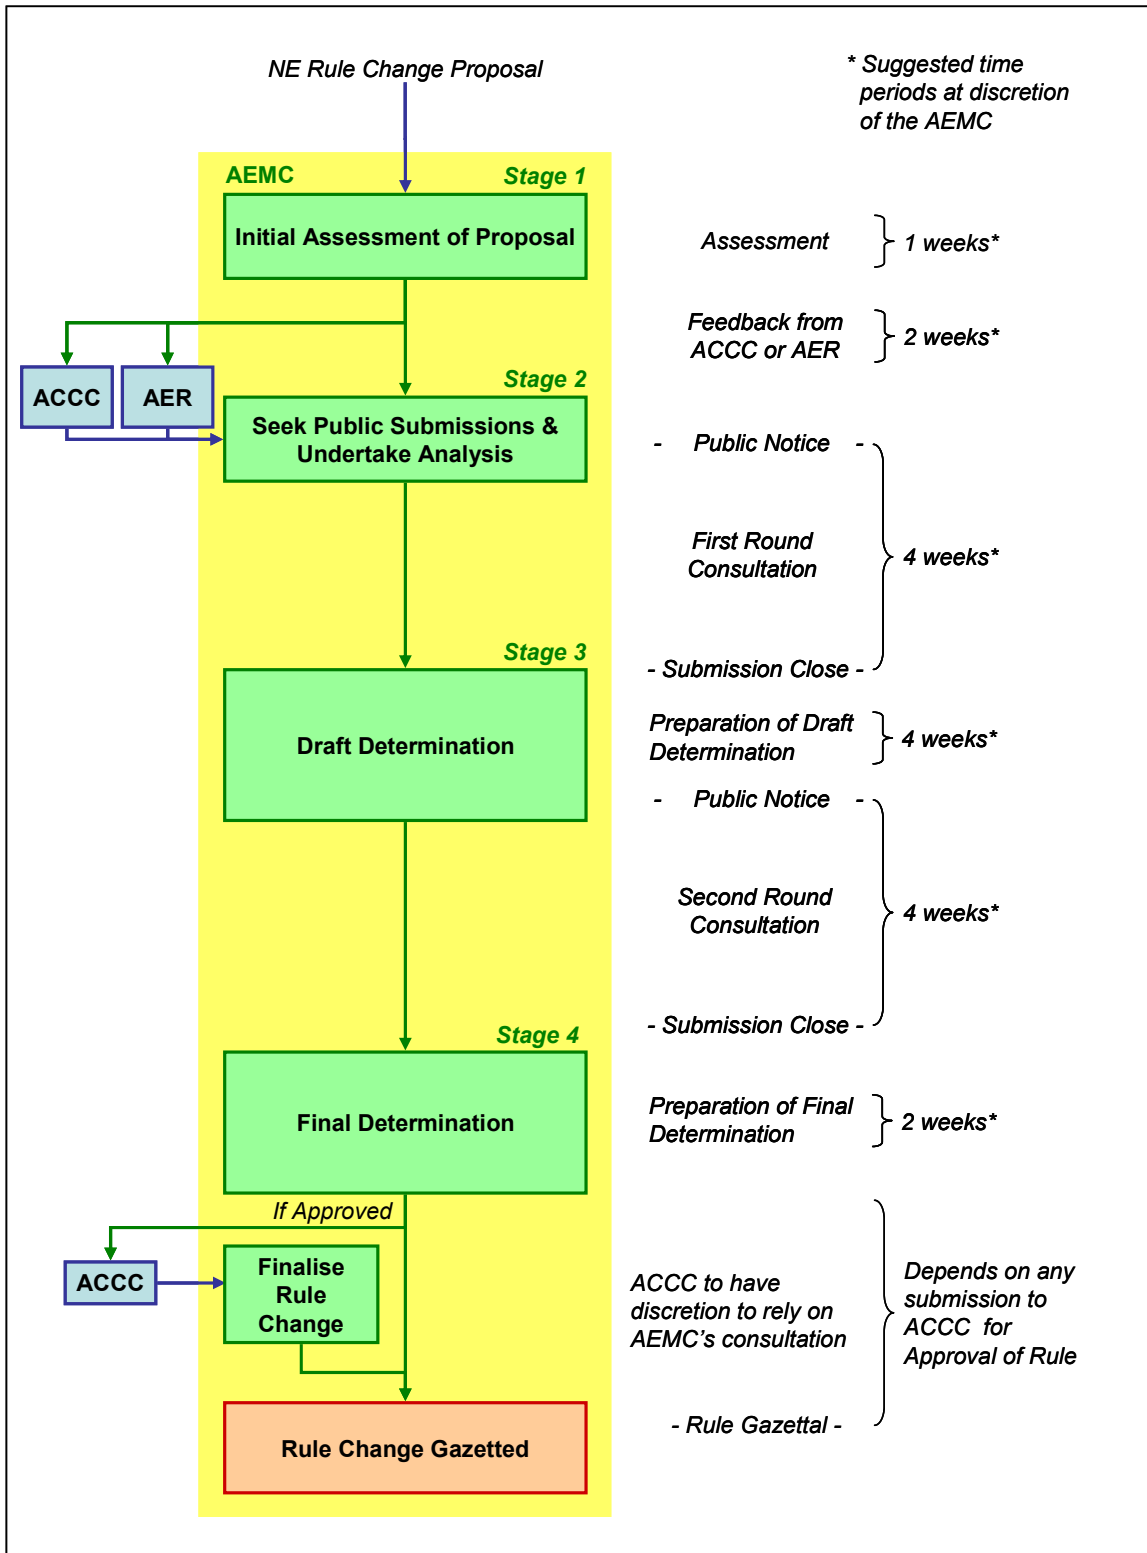 NE Rule Change Proposal
* Suggested time
periods at discretion
of the AEMC
AEMC
Stage 1
Initial Assessment of Proposal
Assessment
1 weeks*
Feedback from
ACCC or AER
2 weeks*
ACCC
AER
Stage 2
Seek Public Submissions &
Undertake Analysis
- Public Notice -
First Round
Consultation
4 weeks*
- Submission Close -
Stage 3
Draft Determination
Preparation of Draft
Determination
4 weeks*
- Public Notice -
Second Round
Consultation
4 weeks*
- Submission Close -
Stage 4
Final Determination
Preparation of Final
Determination
2 weeks*
If Approved
ACCC
Finalise
Rule
Change
ACCC to have
discretion to rely on
AEMC's consultation
Depends on any
submission to
ACCC for
Approval of Rule
- Rule Gazettal -
Rule Change Gazetted